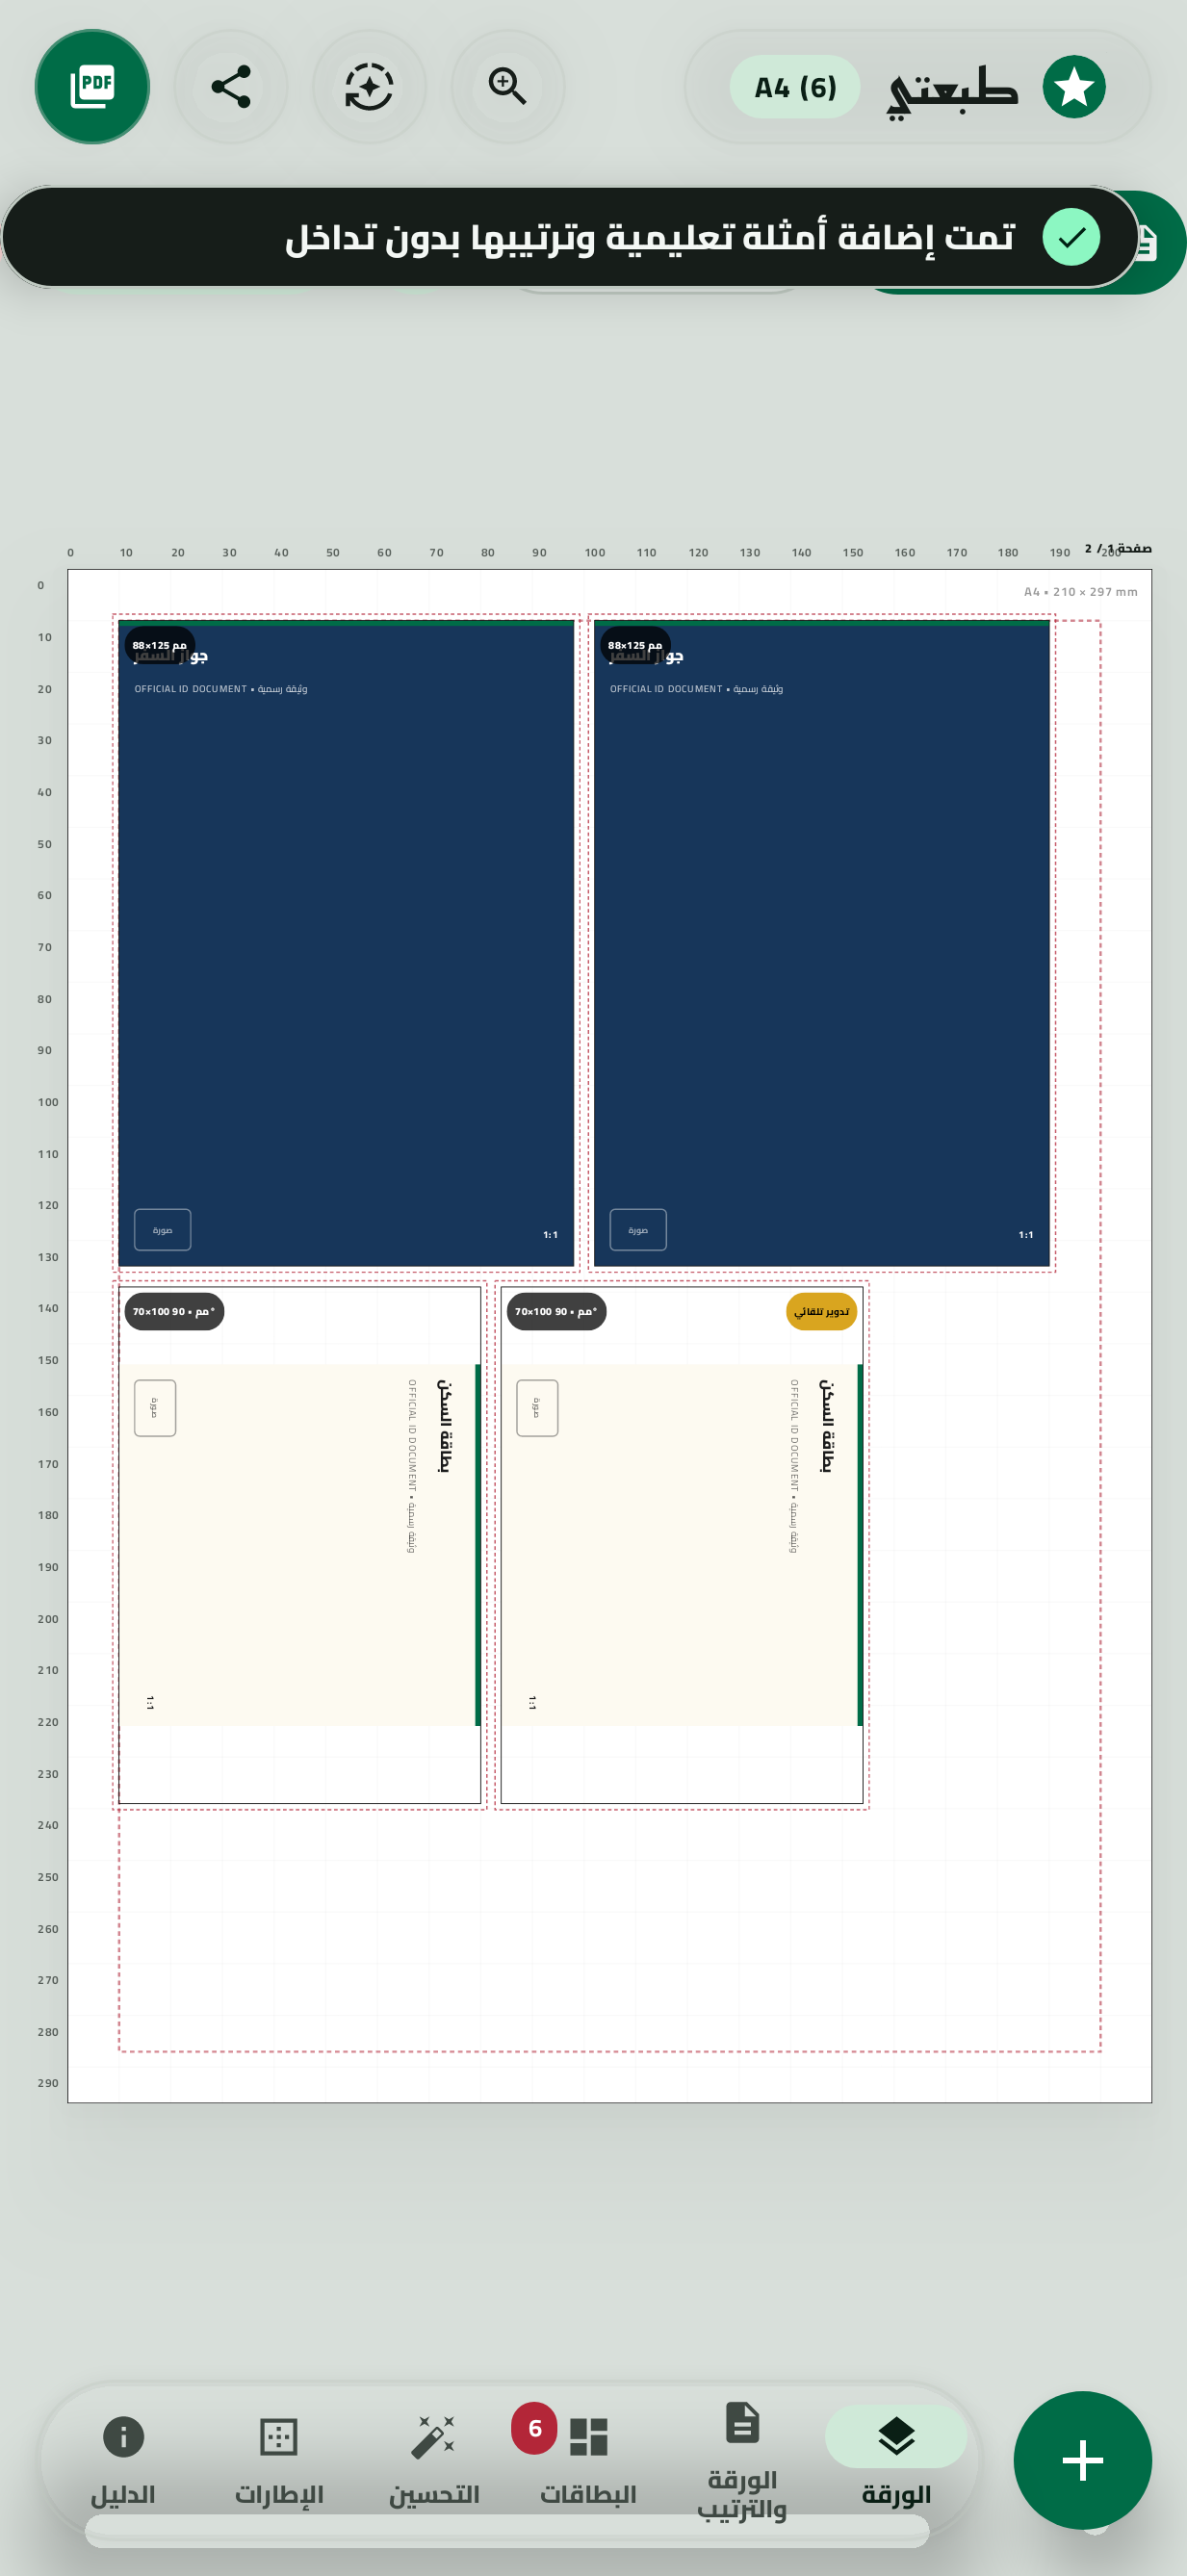 طبعتي
A4 (6)
PDF
تمت إضافة أمثلة تعليمية وترتيبها بدون تداخل
صفحة 1 / 2
0 10 20 30 40 50 60 70 80 90 100 110 120 130 140 150 160 170 180 190 200
A4 • 210 × 297 mm
0
10
20
30
40
50
60
70
80
90
100
110
120
130
140
150
160
170
180
190
200
210
220
230
240
250
260
270
280
290
88×125 مم
جواز السفر
OFFICIAL ID DOCUMENT • وثيقة رسمية
صورة
1:1
88×125 مم
جواز السفر
OFFICIAL ID DOCUMENT • وثيقة رسمية
صورة
1:1
70×100 مم • 90°
بطاقة السكن
OFFICIAL ID DOCUMENT • وثيقة رسمية
صورة
1:1
70×100 مم • 90°
تدوير تلقائي
بطاقة السكن
OFFICIAL ID DOCUMENT • وثيقة رسمية
صورة
1:1
الورقة
الورقة والترتيب
البطاقات
6
التحسين
الإطارات
الدليل